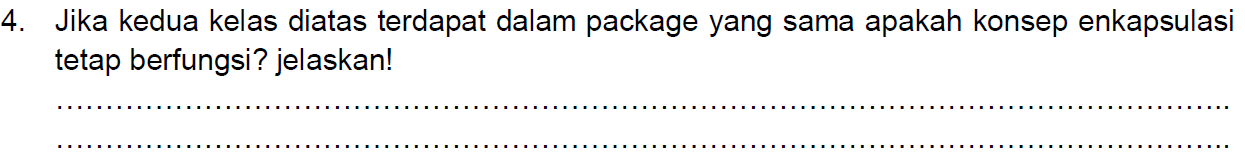 4. Jika kedua kelas diatas terdapat dalam package yang sama apakah konsep enkapsulasi
tetap berfungsi? jelaskan!
……………………………………………………………………………………………………..
……………………………………………………………………………………………………..